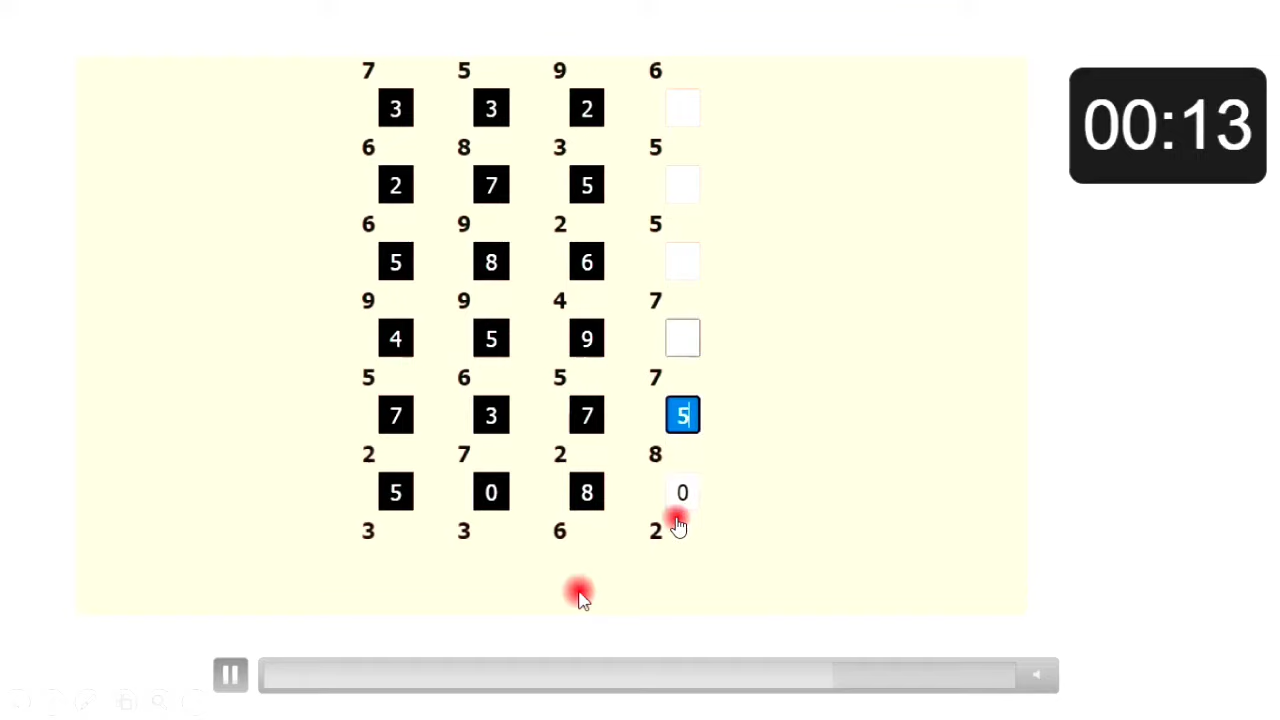 7 5 9 6
3 3 2
00:13
6 8 3 5
2 7 5
6 9 2 5
5 8 6
9 9 4 7
4 5 9
5 6 5 7
7 3 7 5
2 7 2 8
5 0 8 0
3 3 6 2